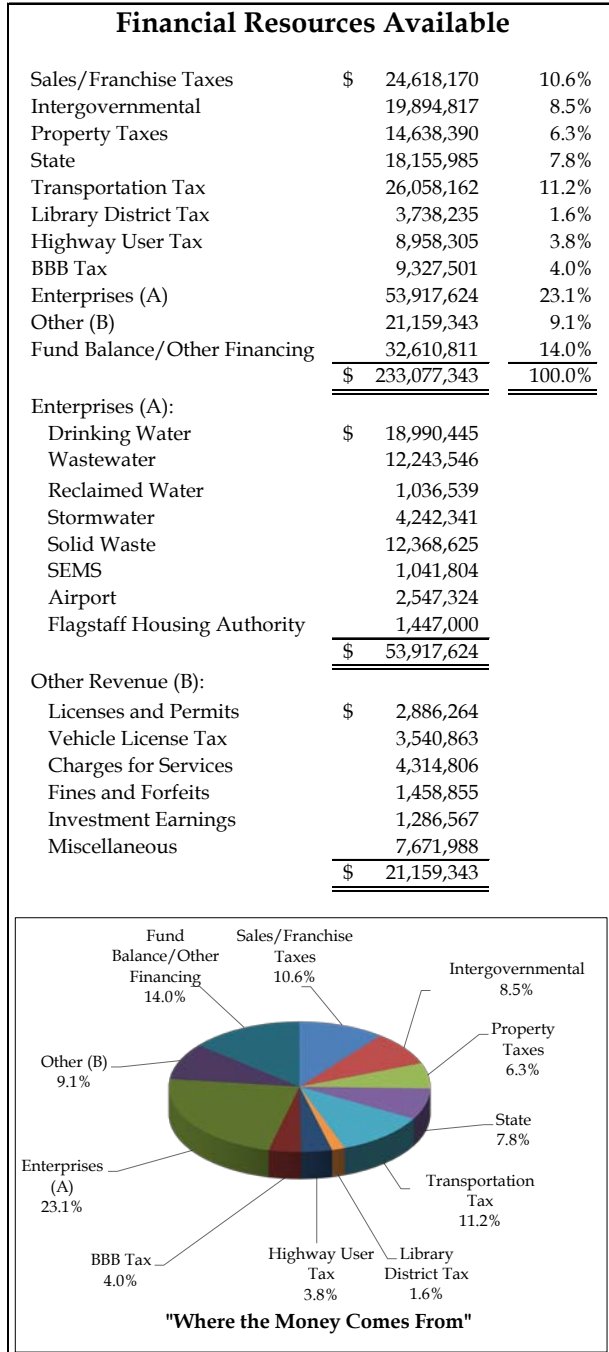 Financial Resources Available
Sales/Franchise Taxes $ 24,618,170 10.6%
Intergovernmental 19,894,817 8.5%
Property Taxes 14,638,390 6.3%
State 18,155,985 7.8%
Transportation Tax 26,058,162 11.2%
Library District Tax 3,738,235 1.6%
Highway User Tax 8,958,305 3.8%
BBB Tax 9,327,501 4.0%
Enterprises (A) 53,917,624 23.1%
Other (B) 21,159,343 9.1%
Fund Balance/Other Financing 32,610,811 14.0%
$ 233,077,343 100.0%
Enterprises (A):
Drinking Water $ 18,990,445
Wastewater 12,243,546
Reclaimed Water 1,036,539
Stormwater 4,242,341
Solid Waste 12,368,625
SEMS 1,041,804
Airport 2,547,324
Flagstaff Housing Authority 1,447,000
$ 53,917,624
Other Revenue (B):
Licenses and Permits $ 2,886,264
Vehicle License Tax 3,540,863
Charges for Services 4,314,806
Fines and Forfeits 1,458,855
Investment Earnings 1,286,567
Miscellaneous 7,671,988
$ 21,159,343
Fund
Balance/Other
Financing
14.0%
Sales/Franchise
Taxes
10.6%
Intergovernmental
8.5%
Property
Taxes
6.3%
State
7.8%
Transportation
Tax
11.2%
Library
District Tax
1.6%
Highway User
Tax
3.8%
BBB Tax
4.0%
Enterprises
(A)
23.1%
Other (B)
9.1%
"Where the Money Comes From"